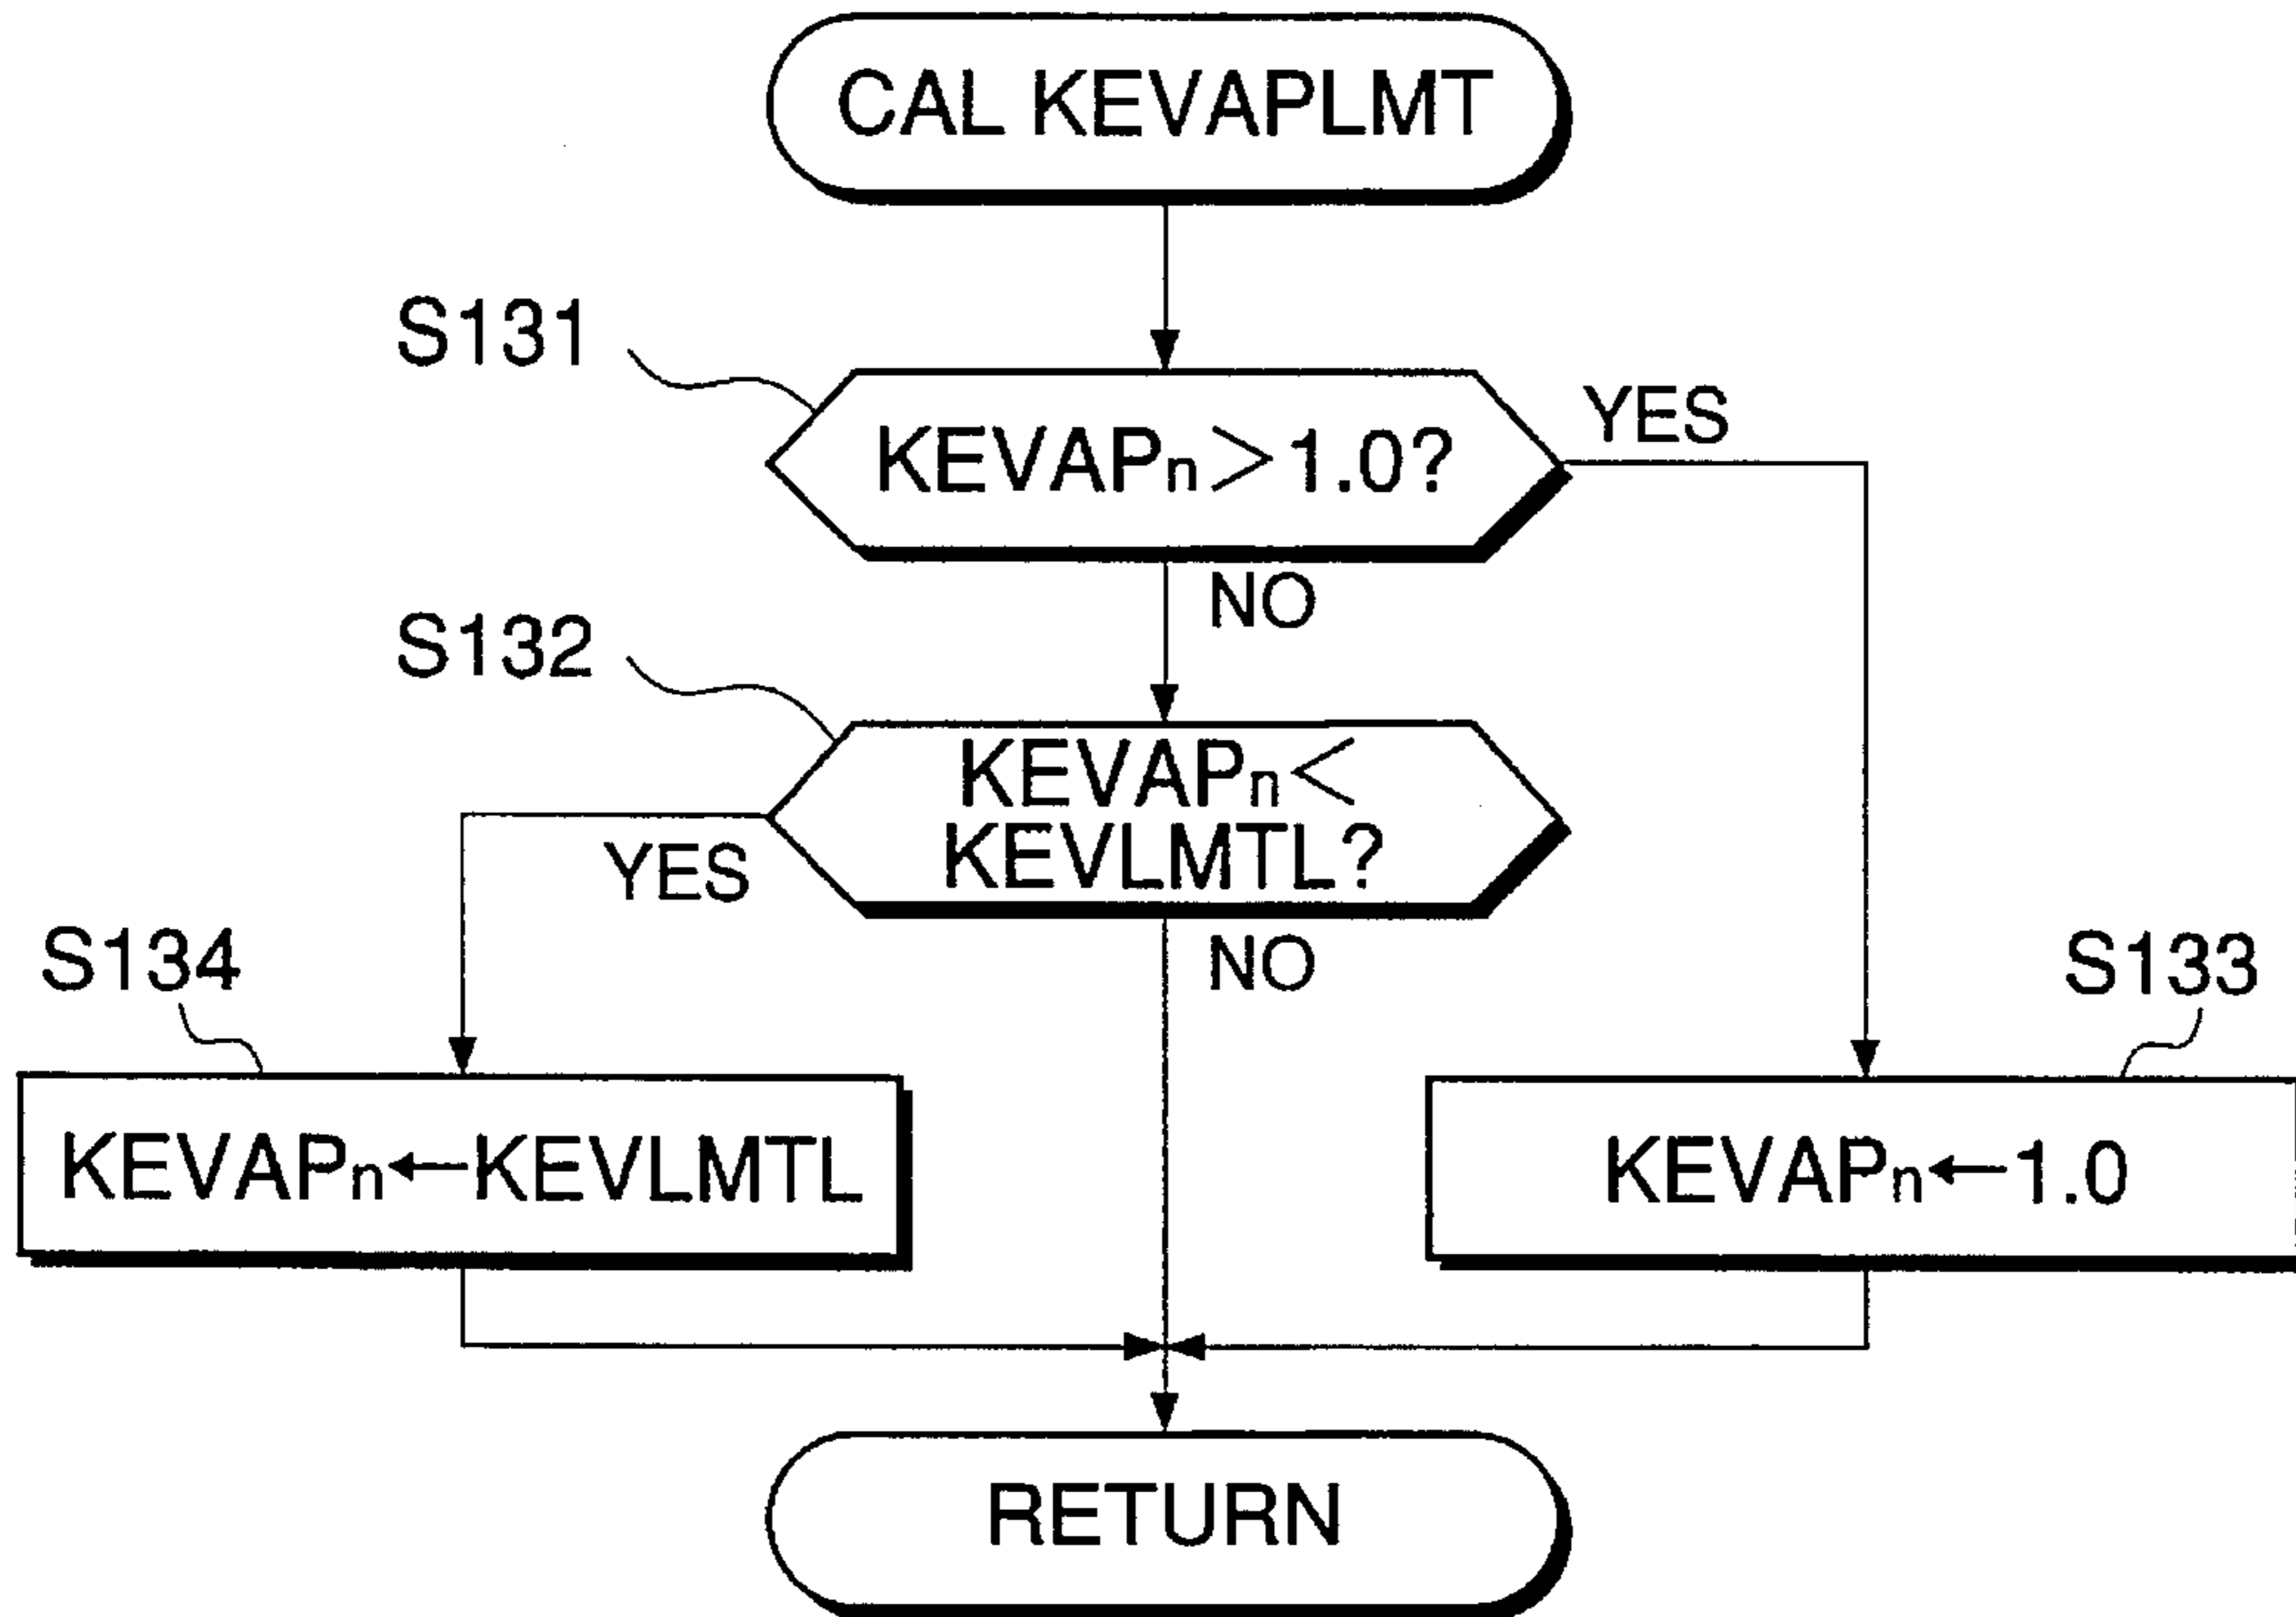 CAL KEVAPLMT
S131
KEVAPn>1.0?
YES
NO
S132
KEVAPn<
KEVLMTL?
YES
NO
S134
S133
KEVAPn←KEVLMTL
KEVAPn←1.0
RETURN